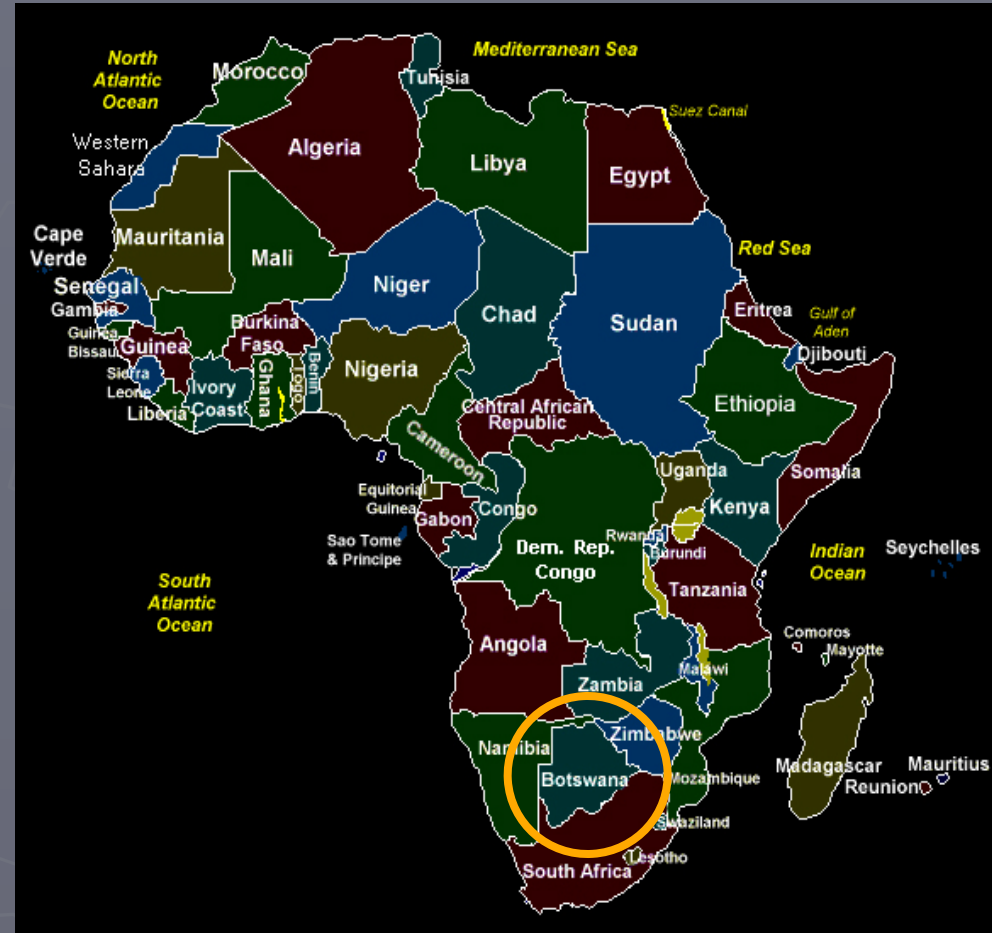 North
Atlantic
Ocean
Mediterranean Sea
Morocco
Tunisia
Suez Canal
Western
Sahara
Algeria
Libya
Egypt
Cape
Verde
Mauritania
Mali
Niger
Chad
Sudan
Red Sea
Senegal
Gambia
Guinea
Bissau
Guinea
Burkina
Faso
Eritrea
Gulf of
Aden
Djibouti
Sierra
Leone
Liberia
Ivory
Coast
Ghana
Togo
Benin
Nigeria
Cameroon
Central African
Republic
Ethiopia
Somalia
Uganda
Kenya
Equitorial
Guinea
Gabon
Congo
Sao Tome
& Principe
Dem. Rep.
Congo
Rwanda
Burundi
Tanzania
Indian
Ocean
Seychelles
South
Atlantic
Ocean
Angola
Zambia
Malawi
Comoros
Mayotte
Namibia
Zimbabwe
Botswana
Mozambique
Madagascar
Mauritius
Reunion
Swaziland
Lesotho
South Africa